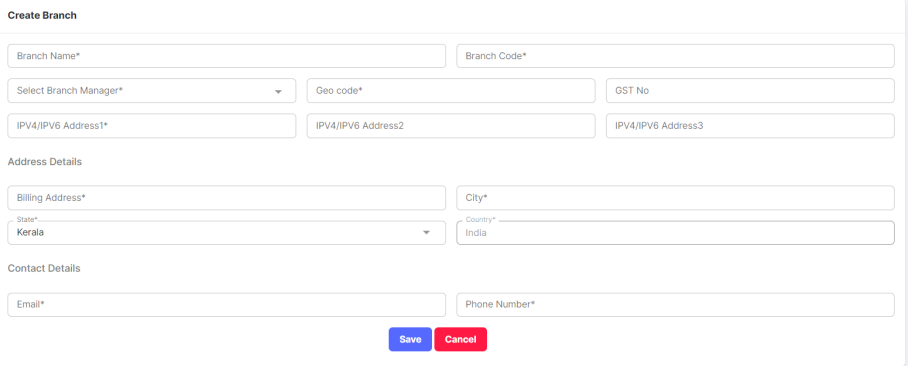 Create Branch
Branch Name* Branch Code*
Select Branch Manager* Geo code* GST No
IPV4/IPV6 Address1* IPV4/IPV6 Address2 IPV4/IPV6 Address3
Address Details
Billing Address* City*
State* Country*
Kerala India
Contact Details
Email* Phone Number*
Save Cancel